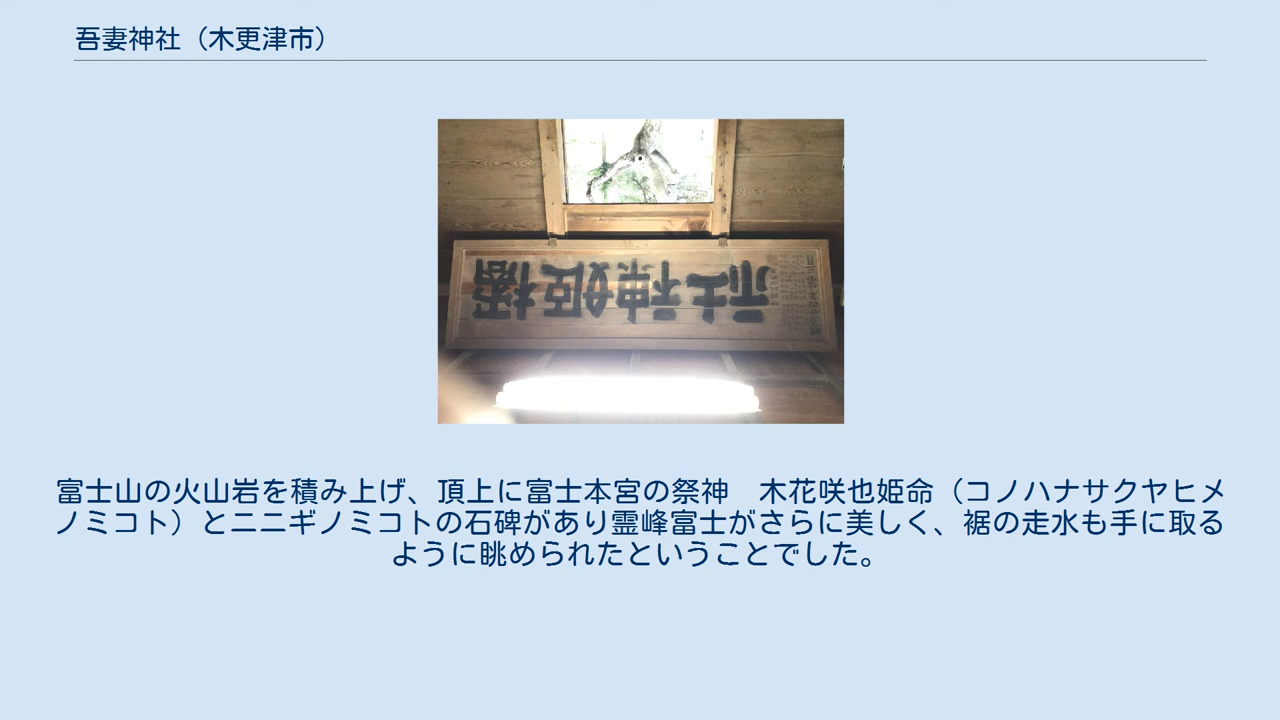 吾妻神社（木更津市）
橘姫神社
富士山の火山岩を積み上げ、頂上に富士本宮の祭神　木花咲也姫命（コノハナサクヤヒメ
ノミコト）とニニギノミコトの石碑があり霊峰富士がさらに美しく、裾の走水も手に取る
ように眺められたということでした。